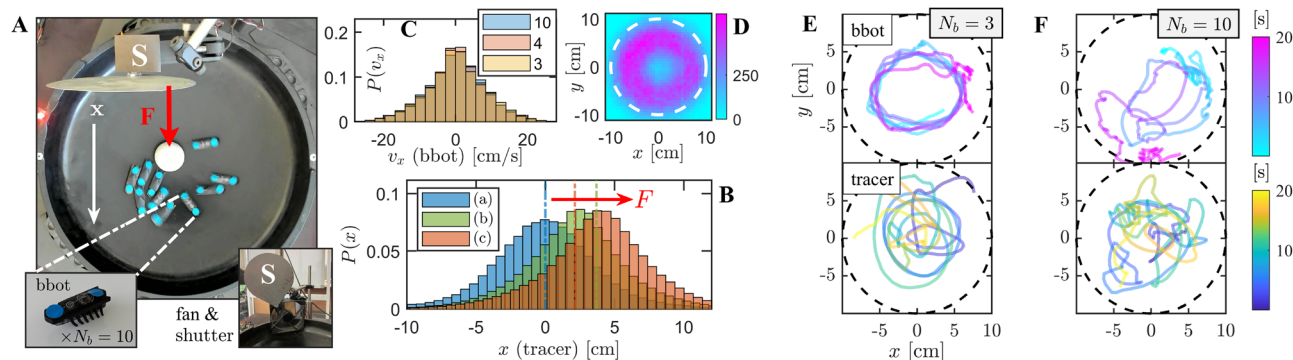 A
S
x
F
bbot
×N_b = 10
fan &
shutter
S
C
0.2
0.1
0
P(v_x)
10
4
3
-20
0
20
v_x (bbot) [cm/s]
D
10
0
-10
y [cm]
-10
0
10
x [cm]
250
0
B
0.1
0.05
0
P(x)
(a)
(b)
(c)
F
-10
-5
0
5
10
x (tracer) [cm]
E
N_b = 3
bbot
5
0
-5
y [cm]
tracer
5
0
-5
-5
0
5
10
x [cm]
F
N_b = 10
5
0
-5
5
0
-5
-5
0
5
10
x [cm]
[s]
20
10
0
[s]
20
10